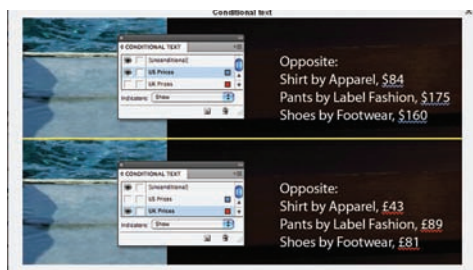 Conditional text
CONDITIONAL TEXT
[Unconditional]
US Prices
UK Prices
Indicators: Show
Opposite:
Shirt by Apparel, $84
Pants by Label Fashion, $175
Shoes by Footwear, $160
CONDITIONAL TEXT
[Unconditional]
US Prices
UK Prices
Indicators: Show
Opposite:
Shirt by Apparel, £43
Pants by Label Fashion, £89
Shoes by Footwear, £81